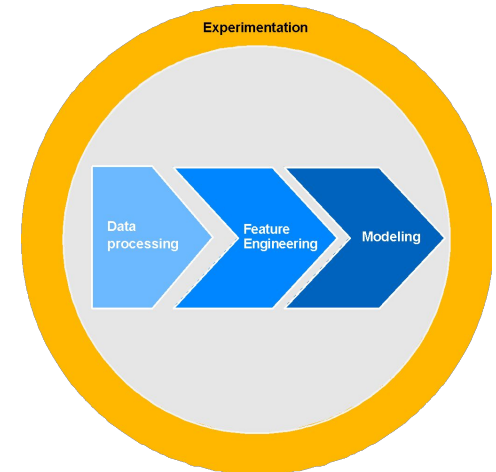 Experimentation
Data
processing
Feature
Engineering
Modeling